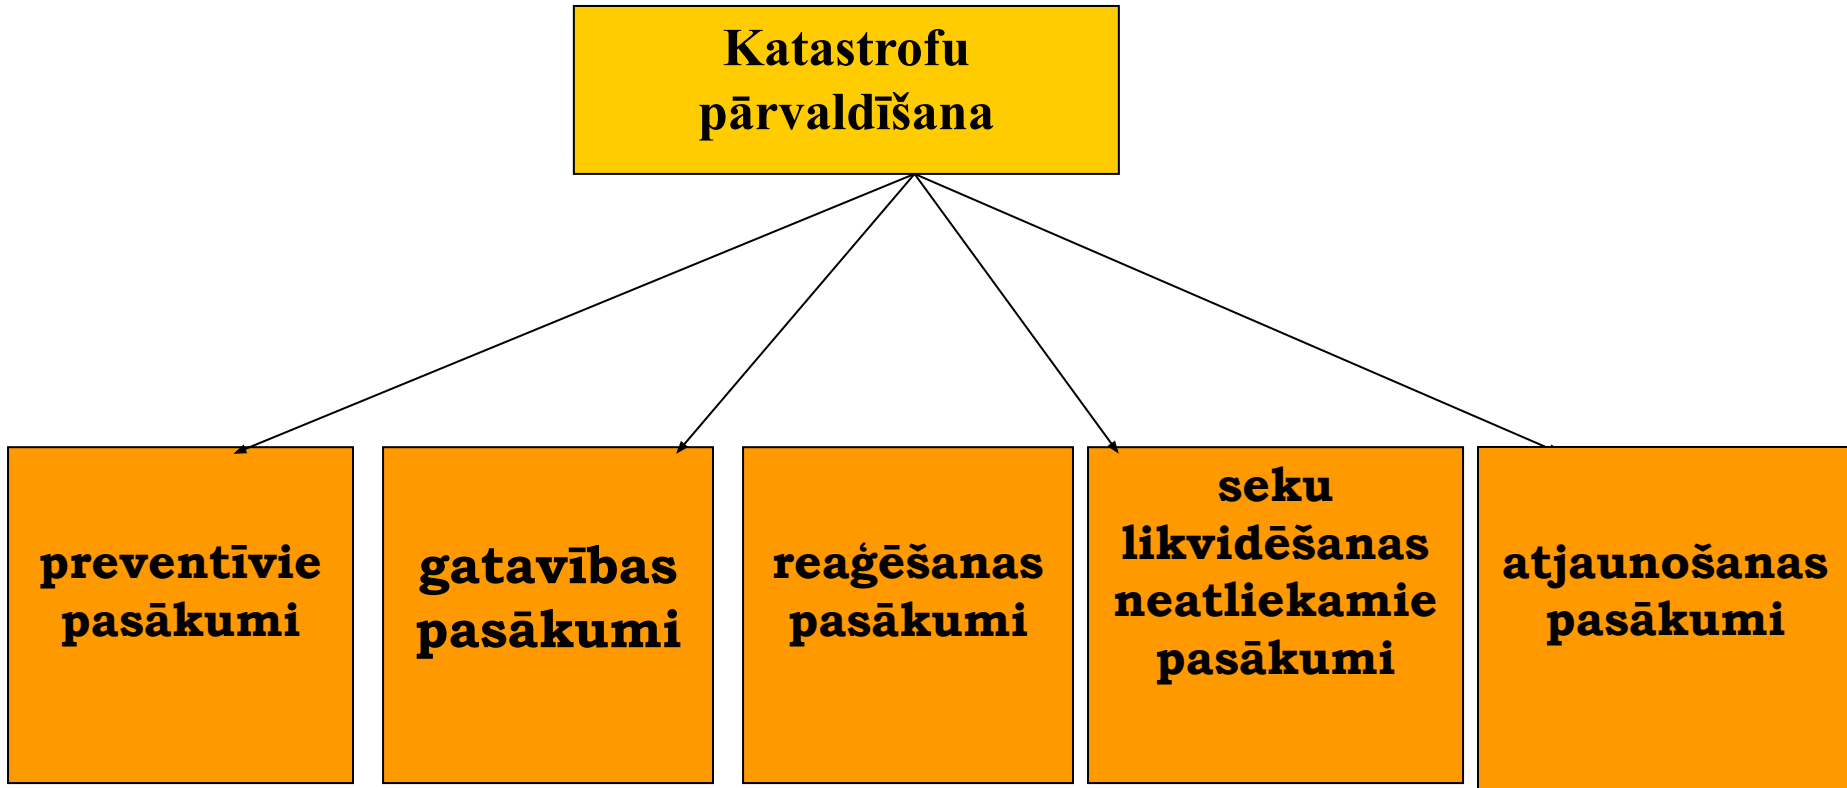 Katastrofu
pārvaldīšana
preventīvie
pasākumi
gatavības
pasākumi
reaģēšanas
pasākumi
seku
likvidēšanas
neatliekamie
pasākumi
atjaunošanas
pasākumi